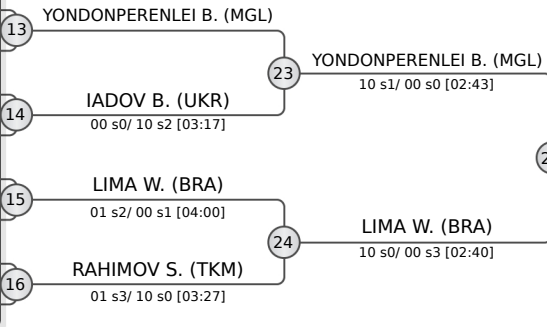 YONDONPERENLEI B. (MGL)
13
YONDONPERENLEI B. (MGL)
23
10 s1/ 00 s0 [02:43]
IADOV B. (UKR)
14
00 s0/ 10 s2 [03:17]
LIMA W. (BRA)
15
01 s2/ 00 s1 [04:00]
LIMA W. (BRA)
24
10 s0/ 00 s3 [02:40]
RAHIMOV S. (TKM)
16
01 s3/ 10 s0 [03:27]